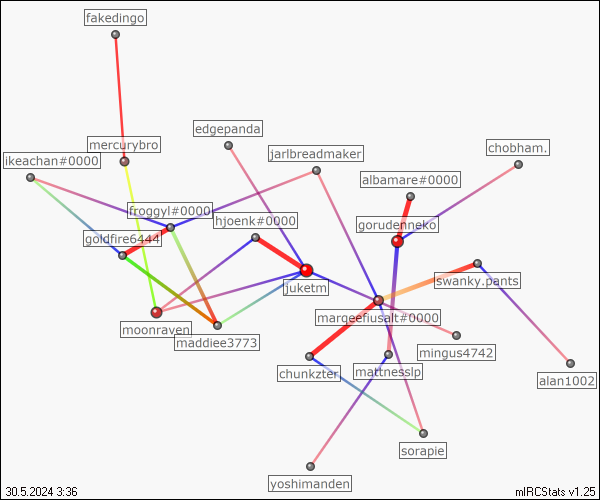 fakedingo
edgepanda
mercurybro
chobham.
jarlbreadmaker
ikeachan#0000
albamare#0000
froggyl#0000
hjoenk#0000
gorudenneko
goldfire6444
swanky.pants
juketm
margeefiusalt#0000
moonraven
maddiee3773
mingus4742
chunkzter
mattnesslp
alan1002
sorapie
yoshimanden
30.5.2024 3:36
mIRCStats v1.25